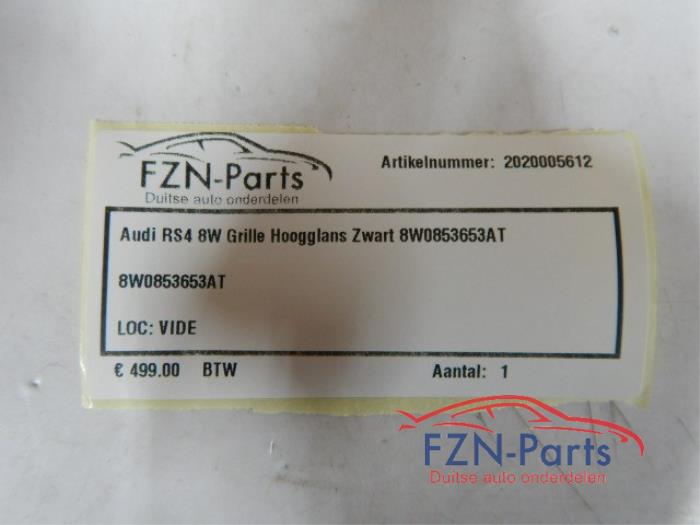 FZN-Parts
Duitse auto onderdelen
Artikelnummer: 2020005612
Audi RS4 8W Grille Hoogglans Zwart 8W0853653AT
8W0853653AT
LOC: VIDE
€ 499.00 BTW
Aantal: 1
FZN-Parts
Duitse auto onderdelen